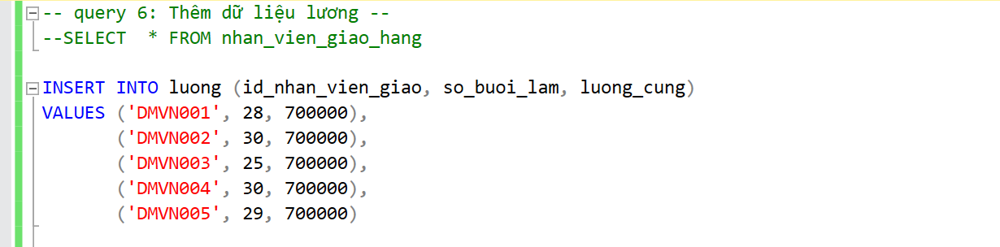 -- query 6: Thêm dữ liệu lương --
--SELECT  * FROM nhan_vien_giao_hang
INSERT INTO luong (id_nhan_vien_giao, so_buoi_lam, luong_cung)
VALUES ('DMVN001', 28, 700000),
('DMVN002', 30, 700000),
('DMVN003', 25, 700000),
('DMVN004', 30, 700000),
('DMVN005', 29, 700000)